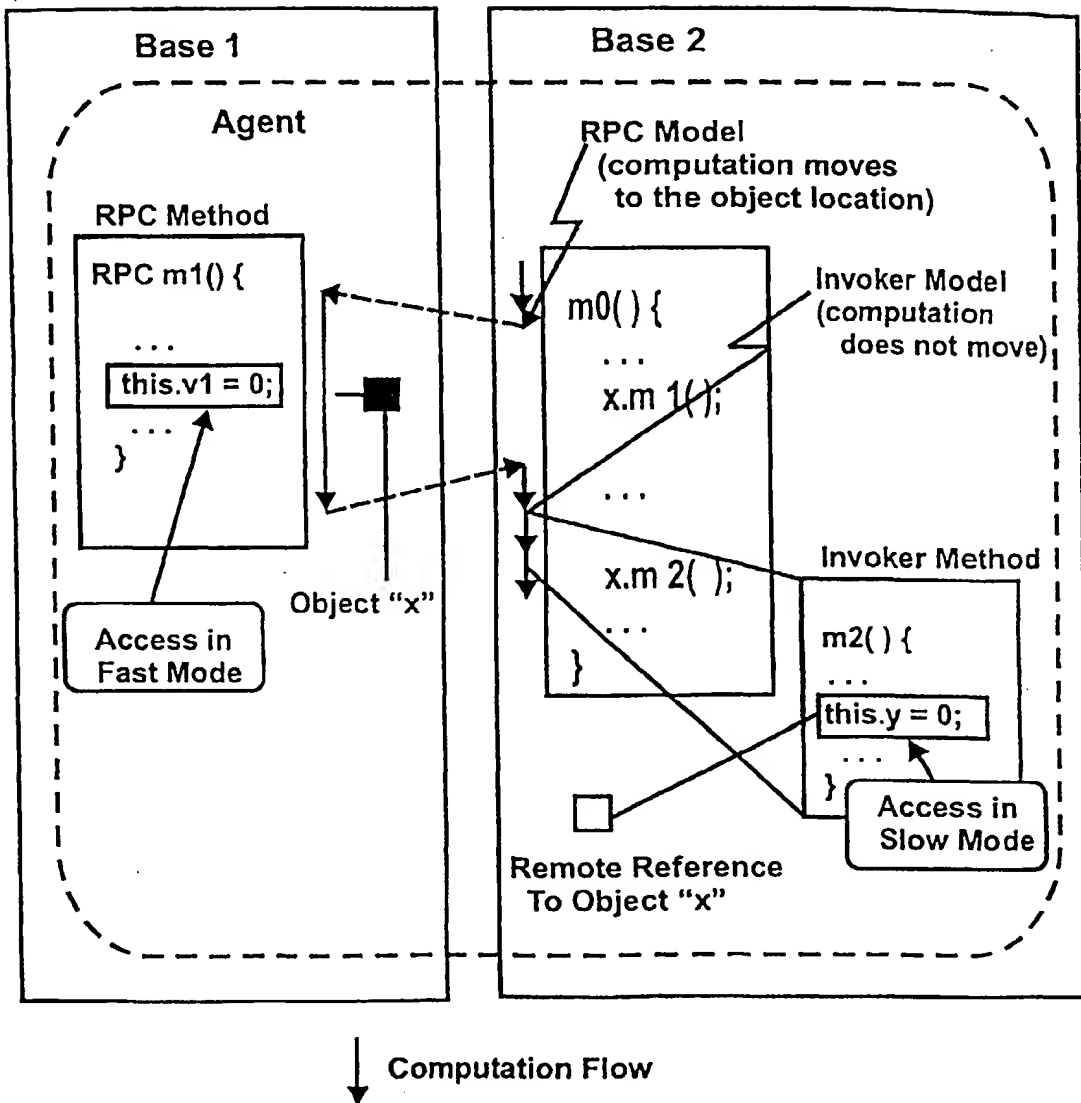 Base 1
Base 2
Agent
RPC Model
(computation moves
to the object location)
RPC Method
RPC m1() {
...
this.v1 = 0;
...
}
Access in
Fast Mode
Object “x”
m0( ) {
...
x.m 1( );
...
x.m 2( );
...
}
Invoker Model
(computation
does not move)
Invoker Method
m2( ) {
...
this.y = 0;
...
}
Access in
Slow Mode
Remote Reference
To Object “x”
Computation Flow